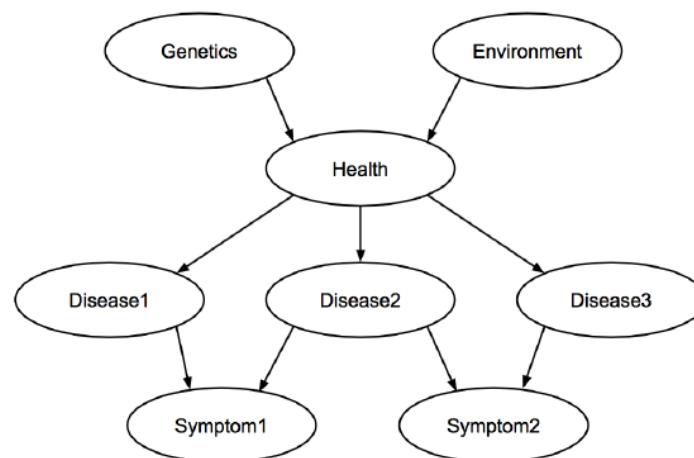 Genetics
Environment
Health
Disease1
Disease2
Disease3
Symptom1
Symptom2